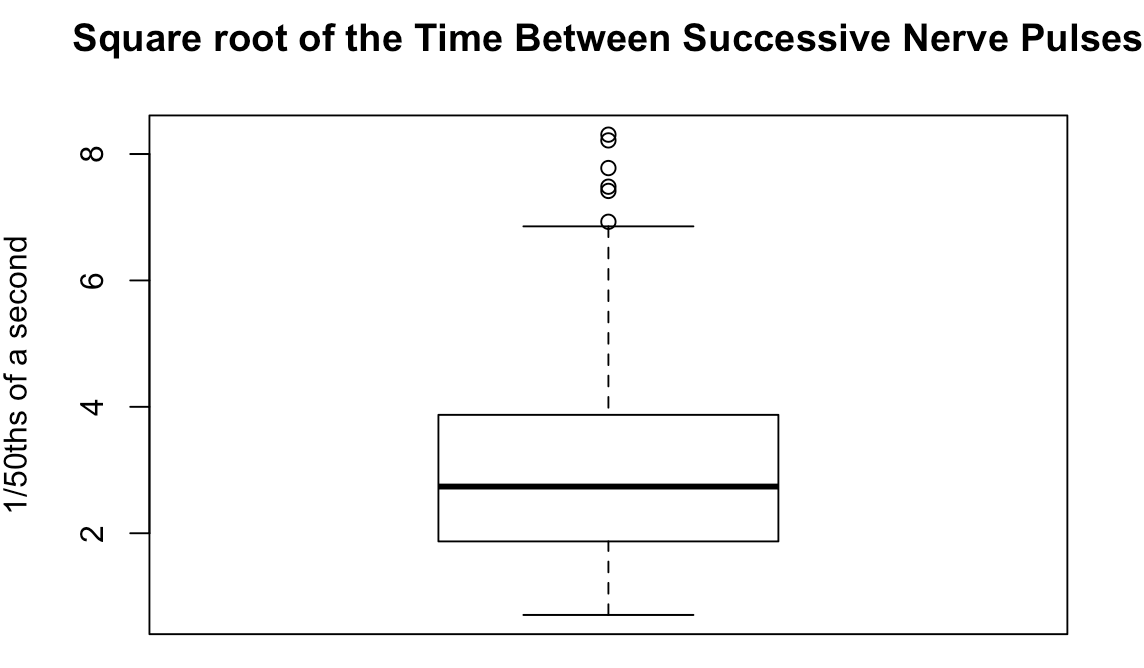 Square root of the Time Between Successive Nerve Pulses
8
6
4
2
1/50ths of a second